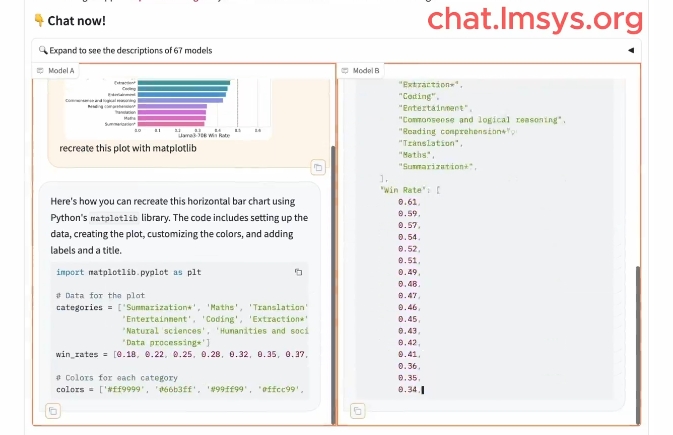 chat.lmsys.org
👇 Chat now!
🔍 Expand to see the descriptions of 67 models
Model A
Extraction*
Coding
Entertainment
Commonsense and logical reasoning
Reading comprehension*
Translation
Maths
Summarization*
0.0 0.1 0.2 0.3 0.4 0.5 0.6
Llama3-70B Win Rate
recreate this plot with matplotlib
Here's how you can recreate this horizontal bar chart using
Python's matplotlib library. The code includes setting up the
data, creating the plot, customizing the colors, and adding
labels and a title.
import matplotlib.pyplot as plt
# Data for the plot
categories = ['Summarization*', 'Maths', 'Translation'
'Entertainment', 'Coding', 'Extraction*'
'Natural sciences', 'Humanities and soci
'Data processing*']
win_rates = [0.18, 0.22, 0.25, 0.28, 0.32, 0.35, 0.37,
# Colors for each category
colors = ['#ff9999', '#66b3ff', '#99ff99', '#ffcc99',
Model B
"Extraction*",
"Coding",
"Entertainment",
"Commonsense and logical reasoning",
"Reading comprehension*",
"Translation",
"Maths",
"Summarization*",
],
"Win Rate": [
0.61,
0.59,
0.57,
0.54,
0.52,
0.51,
0.49,
0.48,
0.47,
0.46,
0.45,
0.43,
0.42,
0.41,
0.36,
0.35,
0.34,